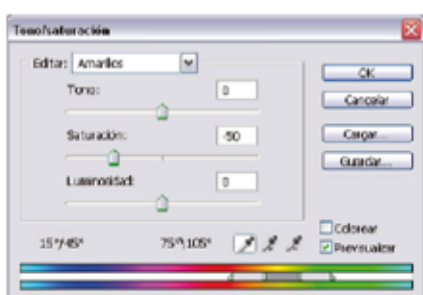 Tono/saturación
Editar: Amarillos
Tono: 0
Saturación: -50
Luminosidad: 0
OK
Cancelar
Cargar...
Guardar...
Colorear
Previsualizar
15°/45° 75°\105°